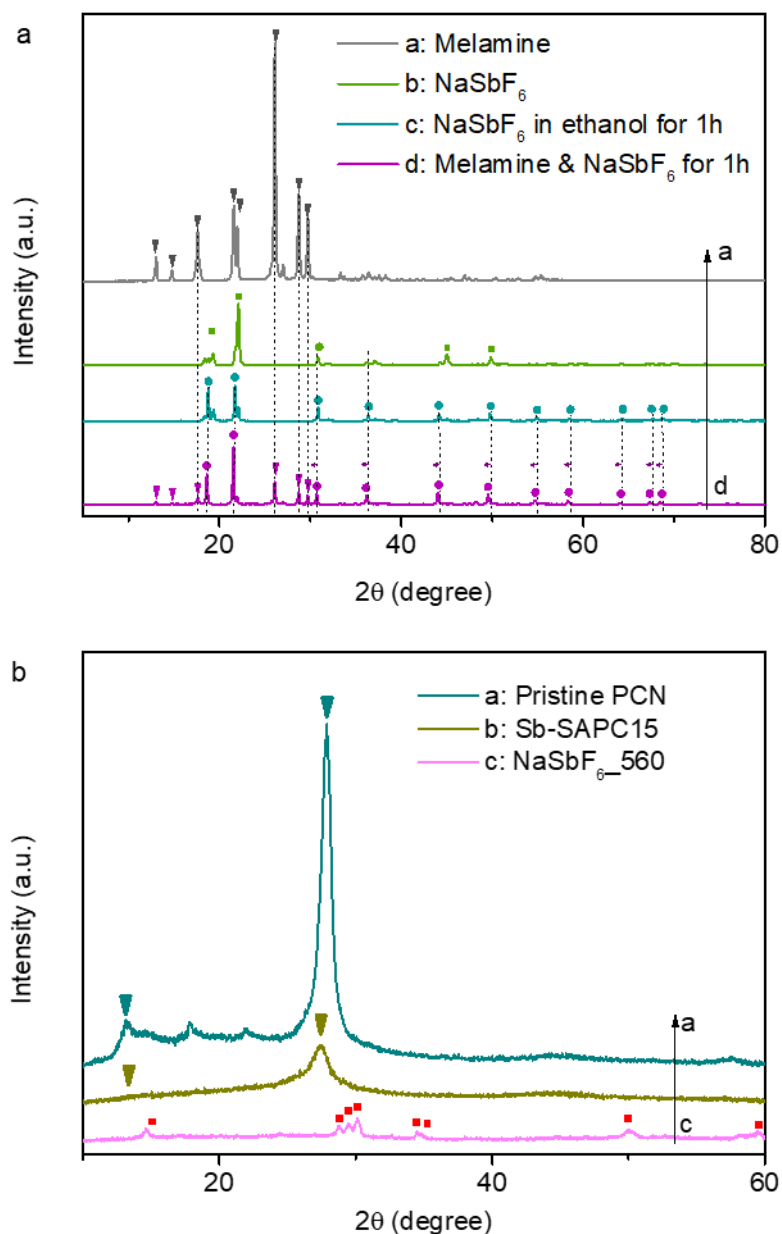 a
a: Melamine
b: NaSbF₆
c: NaSbF₆ in ethanol for 1h
d: Melamine & NaSbF₆ for 1h
a
d
Intensity (a.u.)
20 40 60 80
2θ (degree)
b
a: Pristine PCN
b: Sb-SAPC15
c: NaSbF₆_560
a
c
Intensity (a.u.)
20 40 60
2θ (degree)